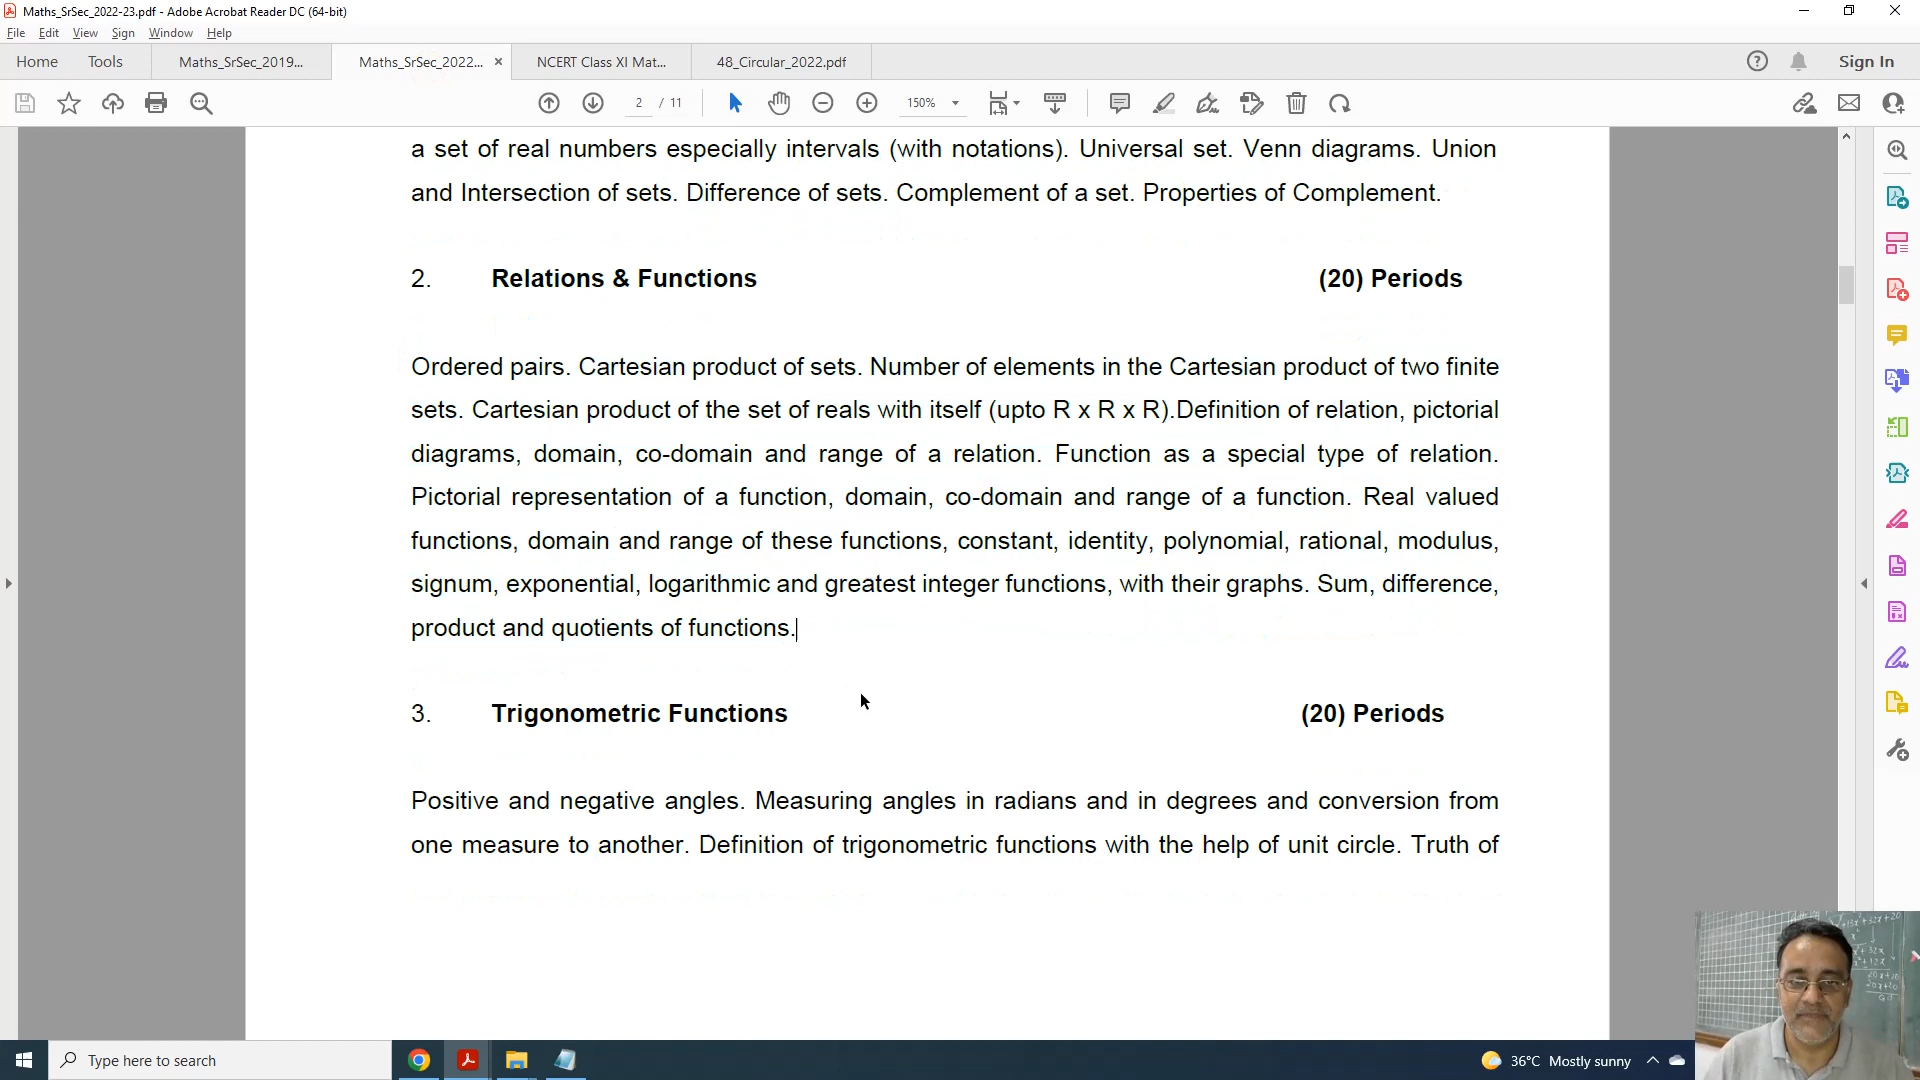 Maths_SrSec_2022-23.pdf - Adobe Acrobat Reader DC (64-bit)
File Edit View Sign Window Help
Home Tools Maths_SrSec_2019... Maths_SrSec_2022... × NCERT Class XI Mat... 48_Circular_2022.pdf Sign In
2 / 11 150%
a set of real numbers especially intervals (with notations). Universal set. Venn diagrams. Union
and Intersection of sets. Difference of sets. Complement of a set. Properties of Complement.
2. Relations & Functions (20) Periods
Ordered pairs. Cartesian product of sets. Number of elements in the Cartesian product of two finite
sets. Cartesian product of the set of reals with itself (upto R x R x R).Definition of relation, pictorial
diagrams, domain, co-domain and range of a relation. Function as a special type of relation.
Pictorial representation of a function, domain, co-domain and range of a function. Real valued
functions, domain and range of these functions, constant, identity, polynomial, rational, modulus,
signum, exponential, logarithmic and greatest integer functions, with their graphs. Sum, difference,
product and quotients of functions.
3. Trigonometric Functions (20) Periods
Positive and negative angles. Measuring angles in radians and in degrees and conversion from
one measure to another. Definition of trigonometric functions with the help of unit circle. Truth of
Type here to search 36°C Mostly sunny